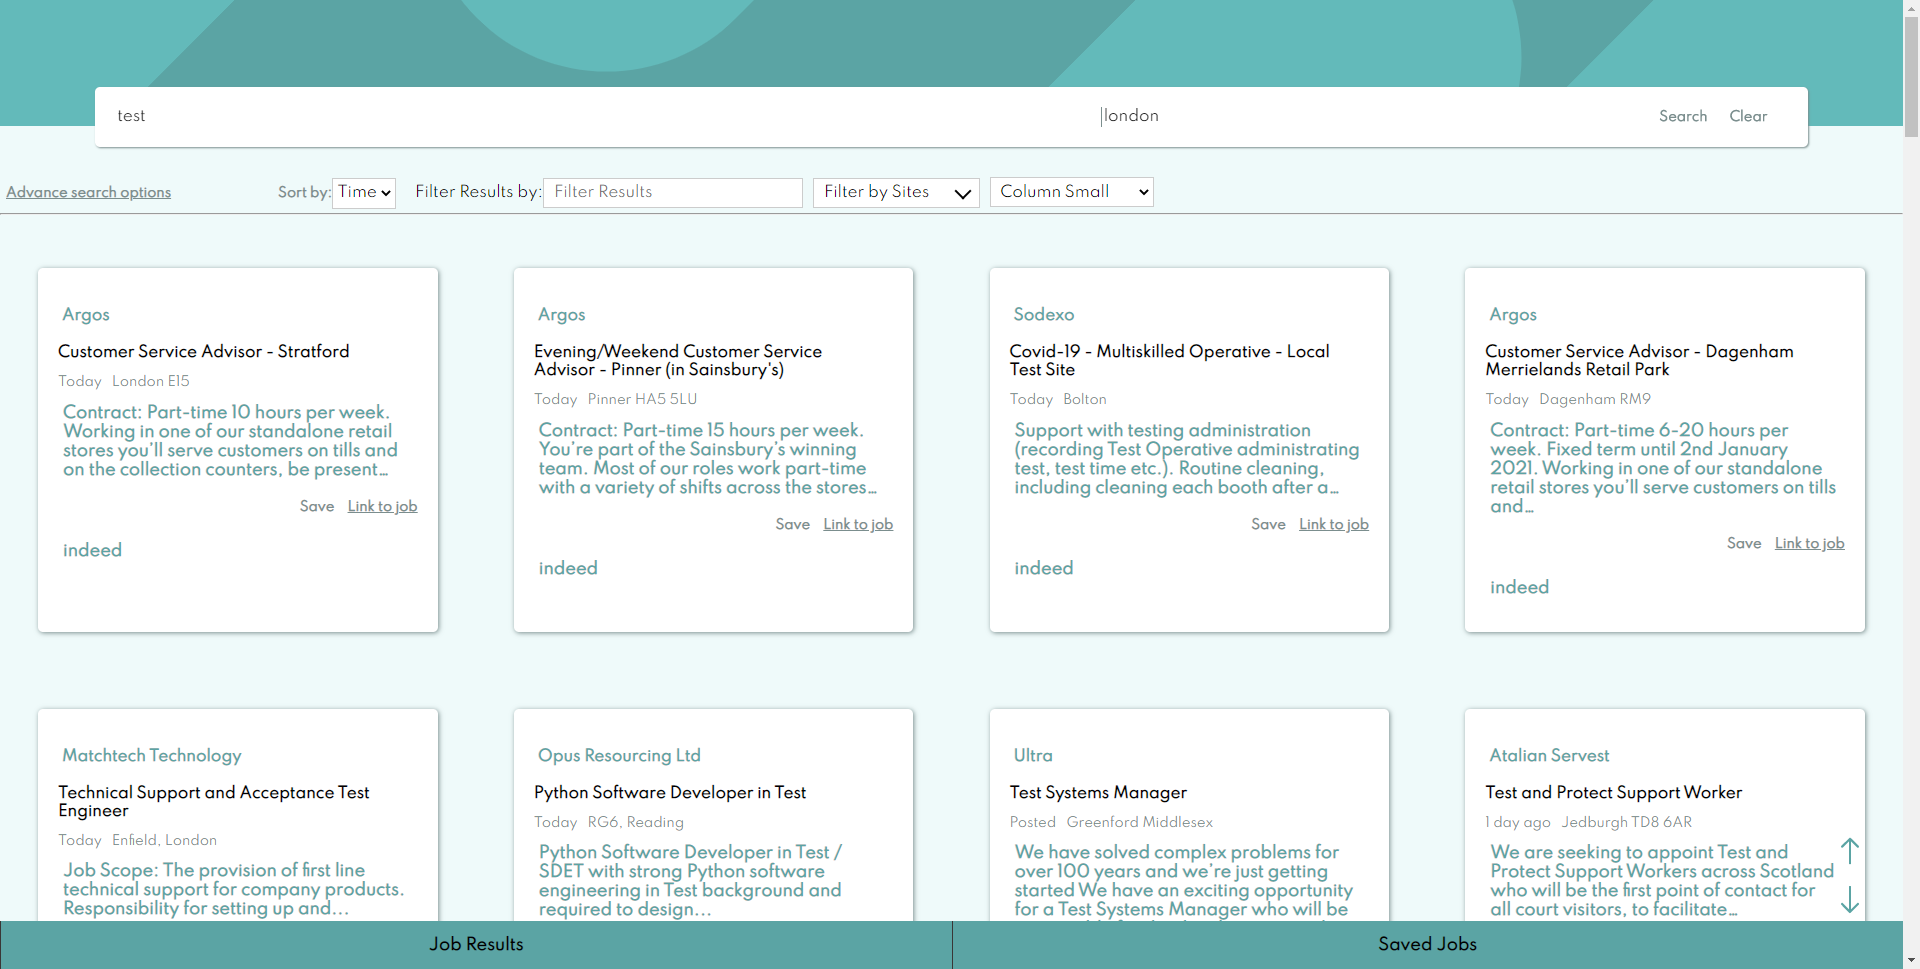 test
london
Search Clear
Advance search options Sort by: Time Filter Results by: Filter Results Filter by Sites Column Small
Argos
Customer Service Advisor - Stratford
Today London E15
Contract: Part-time 10 hours per week.
Working in one of our standalone retail
stores you'll serve customers on tills and
on the collection counters, be present...
Save Link to job
indeed
Argos
Evening/Weekend Customer Service
Advisor - Pinner (in Sainsbury's)
Today Pinner HA5 5LU
Contract: Part-time 15 hours per week.
You're part of the Sainsbury's winning
team. Most of our roles work part-time
with a variety of shifts across the stores...
Save Link to job
indeed
Sodexo
Covid-19 - Multiskilled Operative - Local
Test Site
Today Bolton
Support with testing administration
(recording Test Operative administrating
test, test time etc.). Routine cleaning,
including cleaning each booth after a...
Save Link to job
indeed
Argos
Customer Service Advisor - Dagenham
Merrielands Retail Park
Today Dagenham RM9
Contract: Part-time 6-20 hours per
week. Fixed term until 2nd January
2021. Working in one of our standalone
retail stores you'll serve customers on tills
and...
Save Link to job
indeed
Matchtech Technology
Technical Support and Acceptance Test
Engineer
Today Enfield, London
Job Scope: The provision of first line
technical support for company products.
Responsibility for setting up and...
Opus Resourcing Ltd
Python Software Developer in Test
Today RG6, Reading
Python Software Developer in Test /
SDET with strong Python software
engineering in Test background and
required to design...
Ultra
Test Systems Manager
Posted Greenford Middlesex
We have solved complex problems for
over 100 years and we're just getting
started We have an exciting opportunity
for a Test Systems Manager who will be
Atalian Servest
Test and Protect Support Worker
1 day ago Jedburgh TD8 6AR
We are seeking to appoint Test and
Protect Support Workers across Scotland
who will be the first point of contact for
all court visitors, to facilitate...
Job Results Saved Jobs